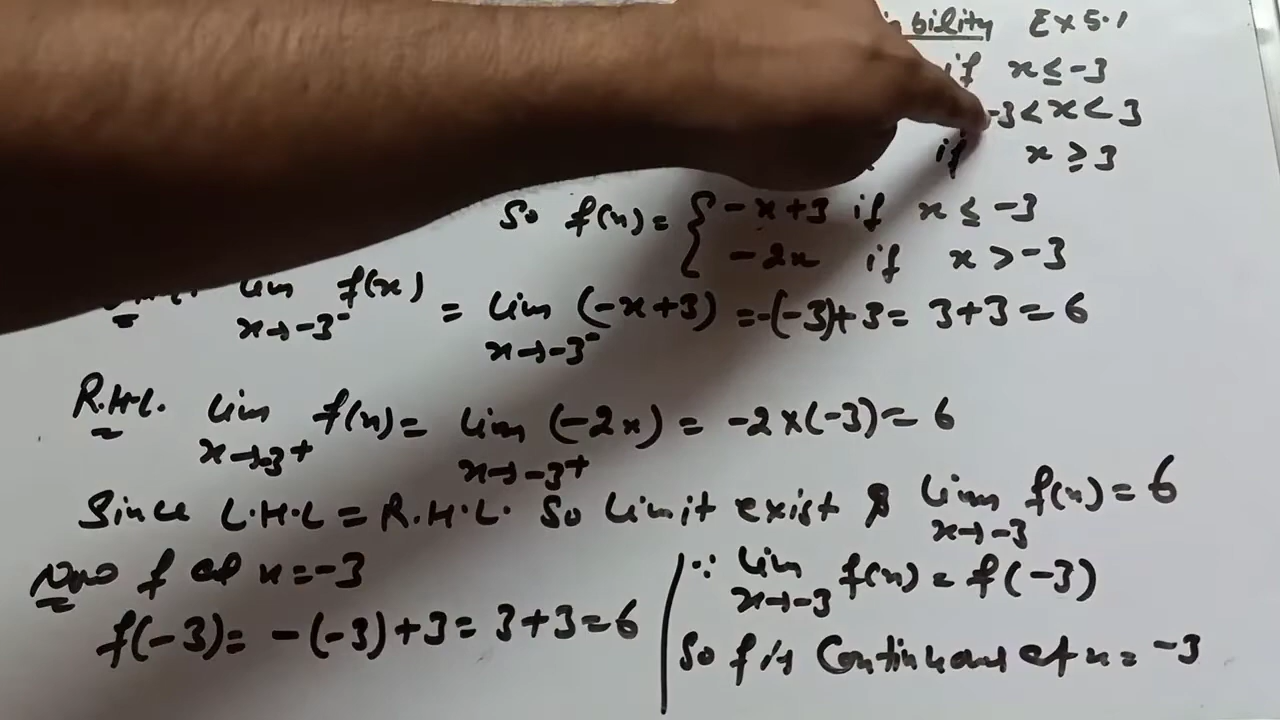 bility Ex 5.1
if x ≤ -3
-3 < x < 3
if x ≥ 3
So f(x) = { -x+3 if x ≤ -3
-2x if x > -3
lim x→-3⁻ f(x) = lim x→-3⁻ (-x+3) = -(-3)+3 = 3+3 = 6
R.H.L. lim x→-3⁺ f(x) = lim x→-3⁺ (-2x) = -2×(-3) = 6
Since L.H.L = R.H.L. So limit exist & lim x→-3 f(x) = 6
Now f at x = -3
f(-3) = -(-3)+3 = 3+3 = 6
∵ lim x→-3 f(x) = f(-3)
So f is Continuous at x = -3